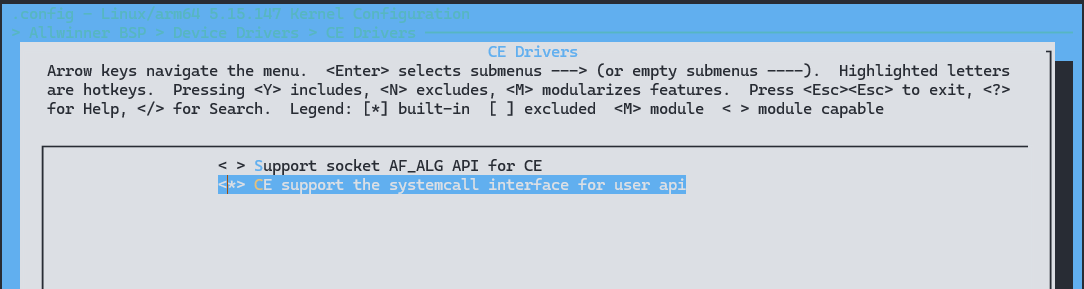 config - Linux/arm64 5.15.167 Kernel Configuration
> Allwinner BSP > Device Drivers > CE Drivers
CE Drivers
Arrow keys navigate the menu. <Enter> selects submenus ---> (or empty submenus ----). Highlighted letters
are hotkeys. Pressing <Y> includes, <N> excludes, <M> modularizes features. Press <Esc><Esc> to exit, <?>
for Help, </> for Search. Legend: [*] built-in [ ] excluded <M> module < > module capable
< > Support socket AF_ALG API for CE
<*> CE support the systemcall interface for user api